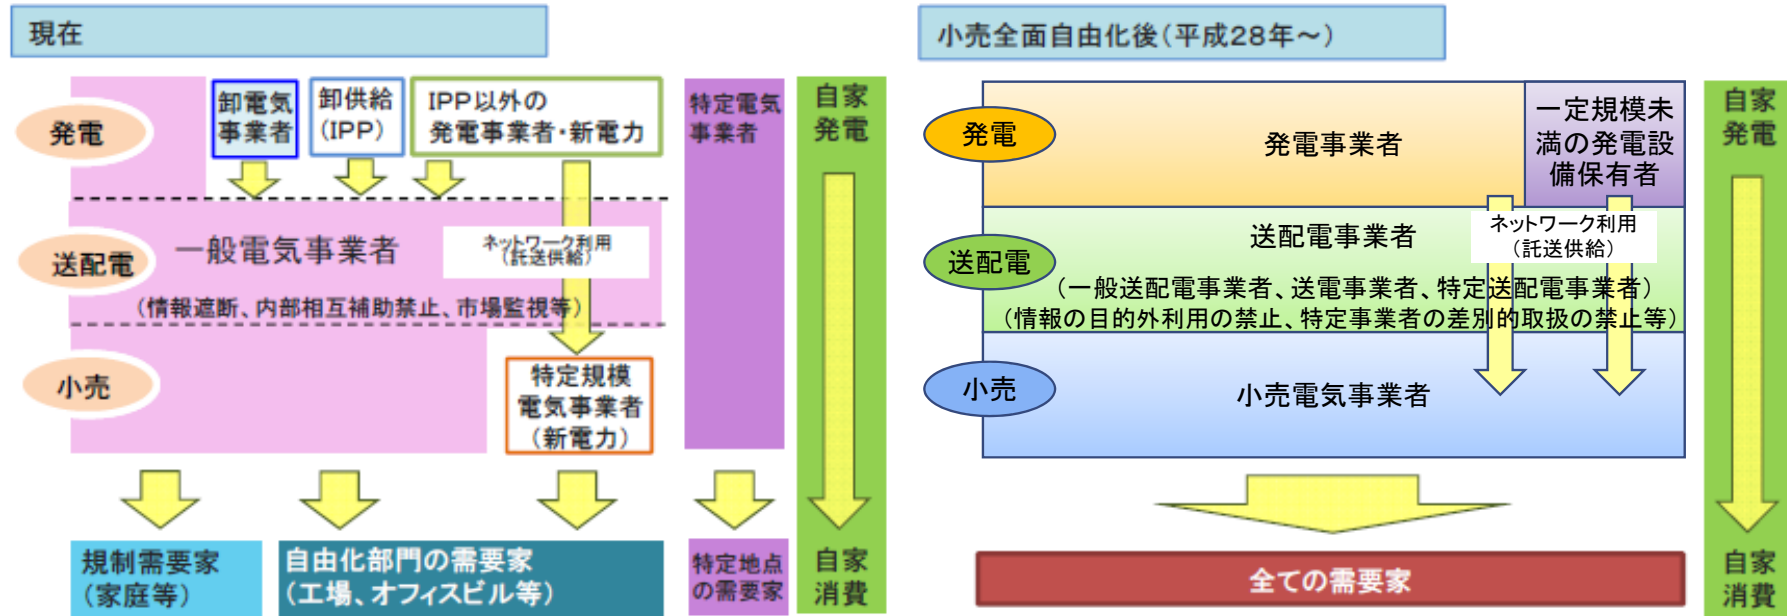 現在
発電
卸電気
事業者
卸供給
(IPP)
IPP以外の
発電事業者・新電力
特定電気
事業者
自家
発電
送配電
一般電気事業者
ネットワーク利用
(託送供給)
(情報遮断、内部相互補助禁止、市場監視等)
小売
特定規模
電気事業者
(新電力)
規制需要家
(家庭等)
自由化部門の需要家
(工場、オフィスビル等)
特定地点
の需要家
自家
消費
小売全面自由化後(平成28年～)
発電
発電事業者
一定規模未
満の発電設
備保有者
自家
発電
送配電
送配電事業者
ネットワーク利用
(託送供給)
(一般送配電事業者、送電事業者、特定送配電事業者)
(情報の目的外利用の禁止、特定事業者の差別的取扱の禁止等)
小売
小売電気事業者
全ての需要家
自家
消費